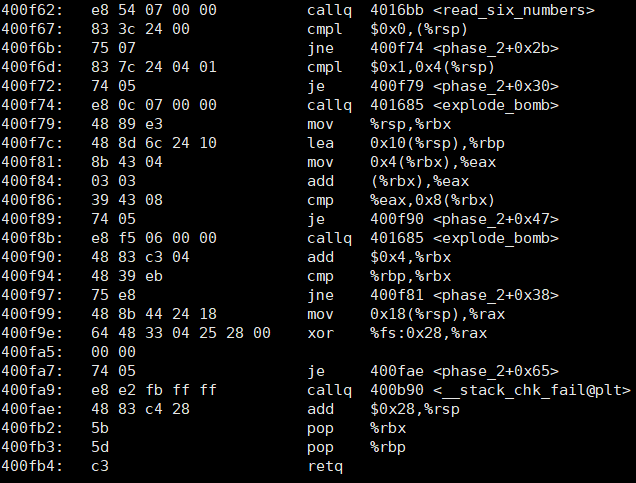 400f62: e8 54 07 00 00 callq 4016bb <read_six_numbers>
400f67: 83 3c 24 00 cmpl $0x0,(%rsp)
400f6b: 75 07 jne 400f74 <phase_2+0x2b>
400f6d: 83 7c 24 04 01 cmpl $0x1,0x4(%rsp)
400f72: 74 05 je 400f79 <phase_2+0x30>
400f74: e8 0c 07 00 00 callq 401685 <explode_bomb>
400f79: 48 89 e3 mov %rsp,%rbx
400f7c: 48 8d 6c 24 10 lea 0x10(%rsp),%rbp
400f81: 8b 43 04 mov 0x4(%rbx),%eax
400f84: 03 03 add (%rbx),%eax
400f86: 39 43 08 cmp %eax,0x8(%rbx)
400f89: 74 05 je 400f90 <phase_2+0x47>
400f8b: e8 f5 06 00 00 callq 401685 <explode_bomb>
400f90: 48 83 c3 04 add $0x4,%rbx
400f94: 48 39 eb cmp %rbp,%rbx
400f97: 75 e8 jne 400f81 <phase_2+0x38>
400f99: 48 8b 44 24 18 mov 0x18(%rsp),%rax
400f9e: 64 48 33 04 25 28 00 xor %fs:0x28,%rax
400fa5: 00 00
400fa7: 74 05 je 400fae <phase_2+0x65>
400fa9: e8 e2 fb ff ff callq 400b90 <__stack_chk_fail@plt>
400fae: 48 83 c4 28 add $0x28,%rsp
400fb2: 5b pop %rbx
400fb3: 5d pop %rbp
400fb4: c3 retq